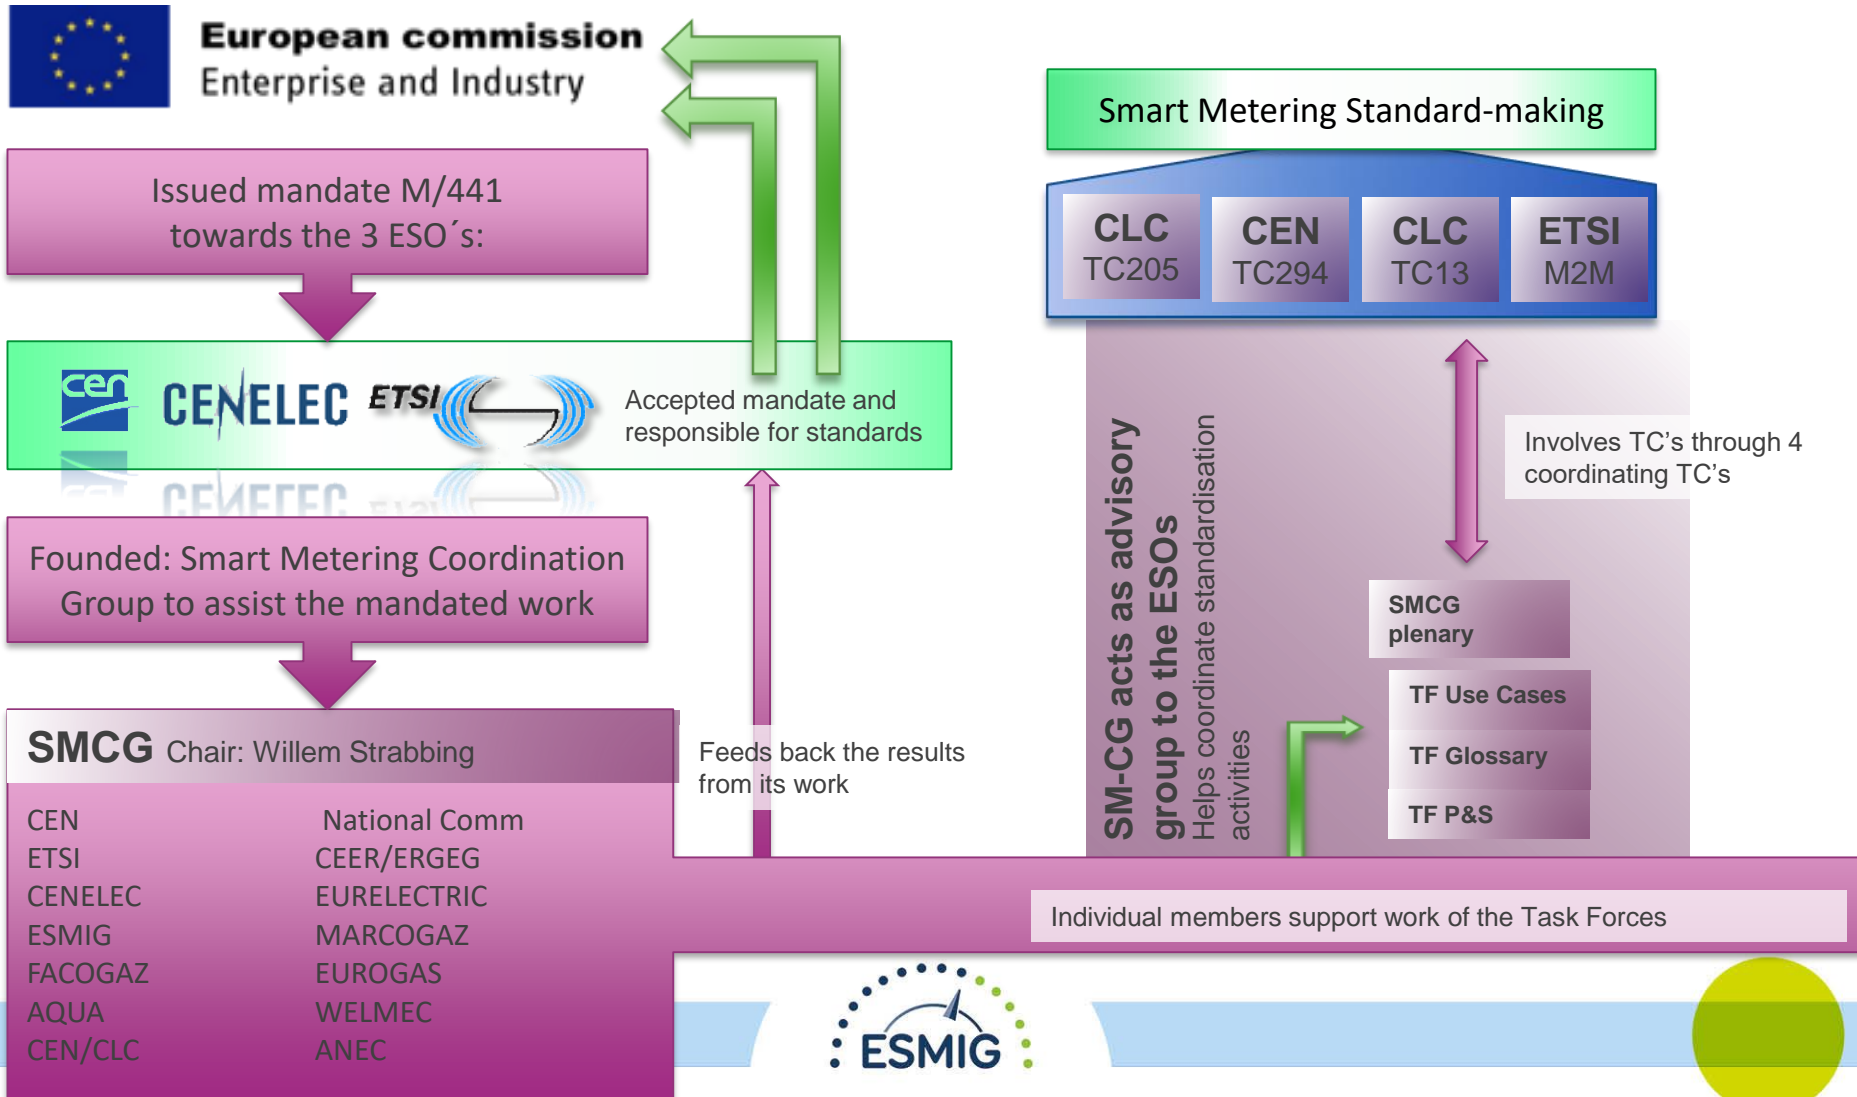 European commission
Enterprise and Industry
Issued mandate M/441
towards the 3 ESO´s:
cen
CENELEC
ETSI
Accepted mandate and
responsible for standards
Founded: Smart Metering Coordination
Group to assist the mandated work
SMCG Chair: Willem Strabbing
CEN
ETSI
CENELEC
ESMIG
FACOGAZ
AQUA
CEN/CLC
National Comm
CEER/ERGEG
EURELECTRIC
MARCOGAZ
EUROGAS
WELMEC
ANEC
Feeds back the results
from its work
Smart Metering Standard-making
CLC
TC205
CEN
TC294
CLC
TC13
ETSI
M2M
SM-CG acts as advisory
group to the ESOs
Helps coordinate standardisation
activities
Involves TC's through 4
coordinating TC's
SMCG
plenary
TF Use Cases
TF Glossary
TF P&S
Individual members support work of the Task Forces
ESMIG